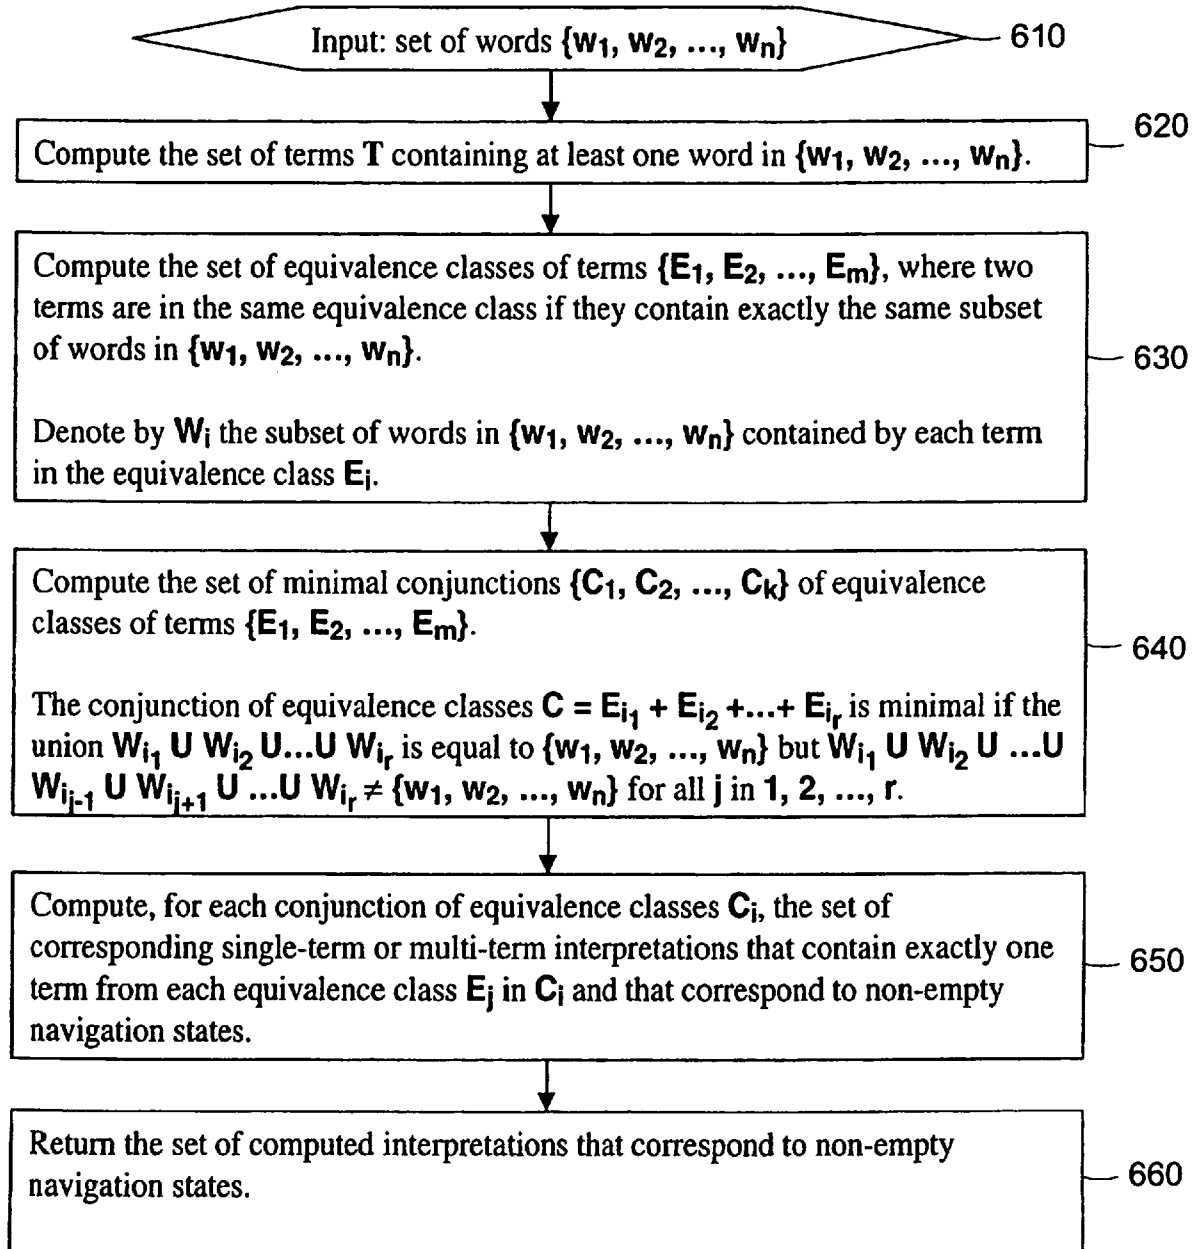 Input: set of words {w1, w2, ..., wn}
610
620
Compute the set of terms T containing at least one word in {w1, w2, ..., wn}.
Compute the set of equivalence classes of terms {E1, E2, ..., Em}, where two
terms are in the same equivalence class if they contain exactly the same subset
of words in {w1, w2, ..., wn}.
630
Denote by Wi the subset of words in {w1, w2, ..., wn} contained by each term
in the equivalence class Ei.
Compute the set of minimal conjunctions {C1, C2, ..., Ck} of equivalence
classes of terms {E1, E2, ..., Em}.
640
The conjunction of equivalence classes C = Ei1 + Ei2 +...+ Eir is minimal if the
union Wi1 U Wi2 U...U Wir is equal to {w1, w2, ..., wn} but Wi1 U Wi2 U ...U
Wij-1 U Wij+1 U ...U Wir ≠ {w1, w2, ..., wn} for all j in 1, 2, ..., r.
Compute, for each conjunction of equivalence classes Ci, the set of
corresponding single-term or multi-term interpretations that contain exactly one
term from each equivalence class Ej in Ci and that correspond to non-empty
navigation states.
650
Return the set of computed interpretations that correspond to non-empty
navigation states.
660